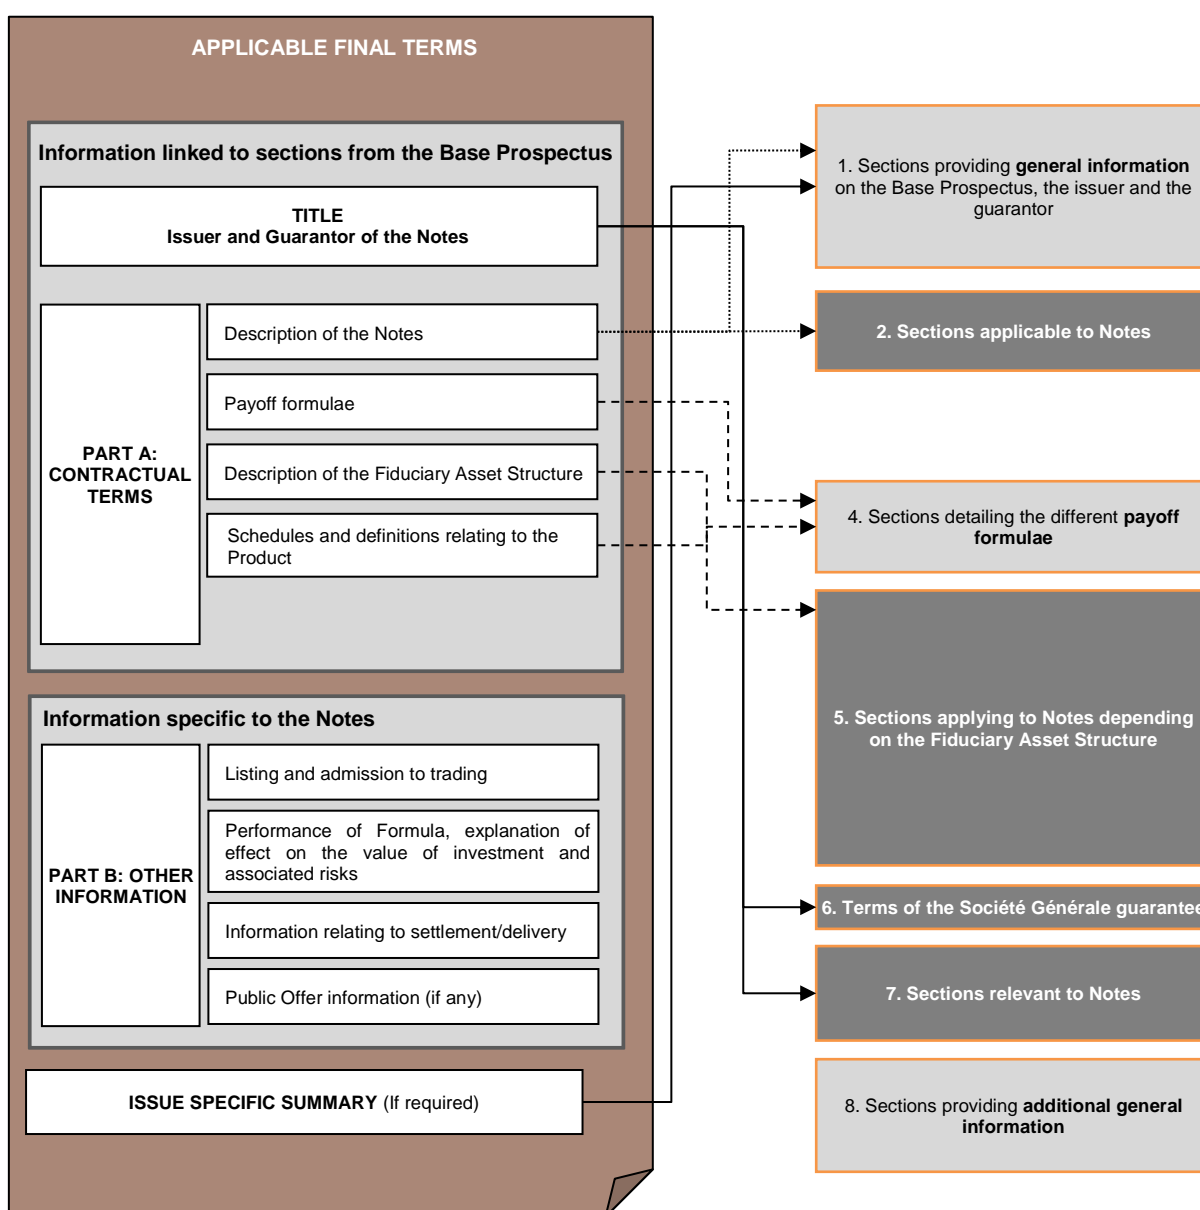 APPLICABLE FINAL TERMS
Information linked to sections from the Base Prospectus
TITLE
Issuer and Guarantor of the Notes
PART A:
CONTRACTUAL
TERMS
Description of the Notes
Payoff formulae
Description of the Fiduciary Asset Structure
Schedules and definitions relating to the
Product
Information specific to the Notes
PART B: OTHER
INFORMATION
Listing and admission to trading
Performance of Formula, explanation of
effect on the value of investment and
associated risks
Information relating to settlement/delivery
Public Offer information (if any)
ISSUE SPECIFIC SUMMARY (If required)
1. Sections providing general information
on the Base Prospectus, the issuer and the
guarantor
2. Sections applicable to Notes
4. Sections detailing the different payoff
formulae
5. Sections applying to Notes depending
on the Fiduciary Asset Structure
6. Terms of the Société Générale guarantee
7. Sections relevant to Notes
8. Sections providing additional general
information